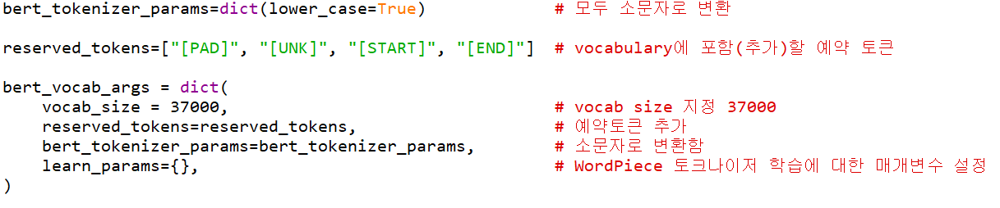 bert_tokenizer_params=dict(lower_case=True) # 모두 소문자로 변환
reserved_tokens=["[PAD]", "[UNK]", "[START]", "[END]"] # vocabulary에 포함(추가)할 예약 토큰
bert_vocab_args = dict(
    vocab_size = 37000, # vocab size 지정 37000
    reserved_tokens=reserved_tokens, # 예약토큰 추가
    bert_tokenizer_params=bert_tokenizer_params, # 소문자로 변환함
    learn_params={}, # WordPiece 토크나이저 학습에 대한 매개변수 설정
)